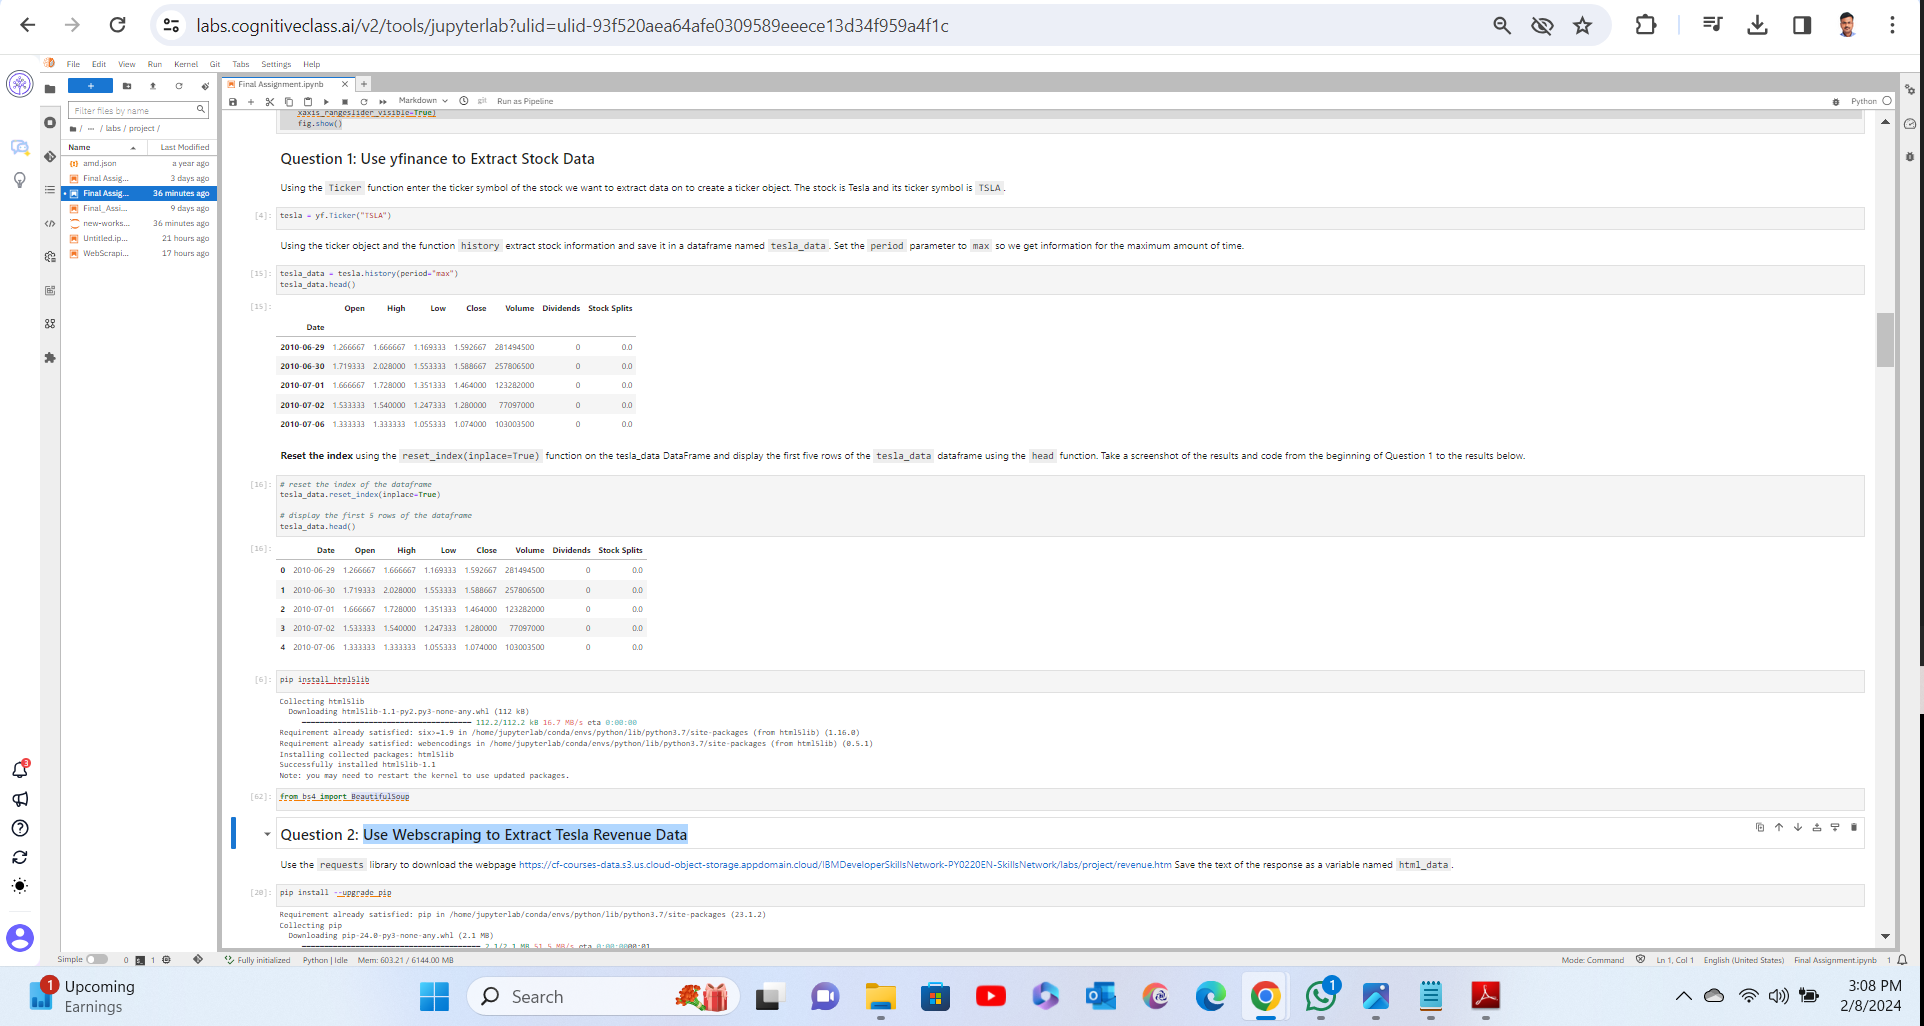 labs.cognitiveclass.ai/v2/tools/jupyterlab?ulid=ulid-93f520aea64afe0309589eeece13d34f959a4f1c
File Edit View Run Kernel Git Tabs Settings Help
Final Assignment.ipynb
Filter files by name
Markdown
git
Run as Pipeline
Python
/ ··· / labs / project /
Name Last Modified
amd.json a year ago
Final Assig... 3 days ago
Final Assig... 36 minutes ago
Final_Assi... 9 days ago
new-works... 36 minutes ago
Untitled.ip... 21 hours ago
WebScrapi... 17 hours ago
xaxis_rangeslider_visible=True)
fig.show()
Question 1: Use yfinance to Extract Stock Data
Using the Ticker function enter the ticker symbol of the stock we want to extract data on to create a ticker object. The stock is Tesla and its ticker symbol is TSLA.
[4]: tesla = yf.Ticker("TSLA")
Using the ticker object and the function history extract stock information and save it in a dataframe named tesla_data. Set the period parameter to max so we get information for the maximum amount of time.
[15]: tesla_data = tesla.history(period="max")
tesla_data.head()
[15]: Open High Low Close Volume Dividends Stock Splits
Date
2010-06-29 1.266667 1.666667 1.169333 1.592667 281494500 0 0.0
2010-06-30 1.719333 2.028000 1.553333 1.588667 257806500 0 0.0
2010-07-01 1.666667 1.728000 1.351333 1.464000 123282000 0 0.0
2010-07-02 1.533333 1.540000 1.247333 1.280000 77097000 0 0.0
2010-07-06 1.333333 1.333333 1.055333 1.074000 103003500 0 0.0
Reset the index using the reset_index(inplace=True) function on the tesla_data DataFrame and display the first five rows of the tesla_data dataframe using the head function. Take a screenshot of the results and code from the beginning of Question 1 to the results below.
[16]: # reset the index of the dataframe
tesla_data.reset_index(inplace=True)
# display the first 5 rows of the dataframe
tesla_data.head()
[16]: Date Open High Low Close Volume Dividends Stock Splits
0 2010-06-29 1.266667 1.666667 1.169333 1.592667 281494500 0 0.0
1 2010-06-30 1.719333 2.028000 1.553333 1.588667 257806500 0 0.0
2 2010-07-01 1.666667 1.728000 1.351333 1.464000 123282000 0 0.0
3 2010-07-02 1.533333 1.540000 1.247333 1.280000 77097000 0 0.0
4 2010-07-06 1.333333 1.333333 1.055333 1.074000 103003500 0 0.0
[6]: pip install html5lib
Collecting html5lib
Downloading html5lib-1.1-py2.py3-none-any.whl (112 kB)
112.2/112.2 kB 16.7 MB/s eta 0:00:00
Requirement already satisfied: six>=1.9 in /home/jupyterlab/conda/envs/python/lib/python3.7/site-packages (from html5lib) (1.16.0)
Requirement already satisfied: webencodings in /home/jupyterlab/conda/envs/python/lib/python3.7/site-packages (from html5lib) (0.5.1)
Installing collected packages: html5lib
Successfully installed html5lib-1.1
Note: you may need to restart the kernel to use updated packages.
[62]: from bs4 import BeautifulSoup
Question 2: Use Webscraping to Extract Tesla Revenue Data
Use the requests library to download the webpage https://cf-courses-data.s3.us.cloud-object-storage.appdomain.cloud/IBMDeveloperSkillsNetwork-PY0220EN-SkillsNetwork/labs/project/revenue.htm Save the text of the response as a variable named html_data.
[20]: pip install --upgrade pip
Requirement already satisfied: pip in /home/jupyterlab/conda/envs/python/lib/python3.7/site-packages (23.1.2)
Collecting pip
Downloading pip-24.0-py3-none-any.whl (2.1 MB)
2.1/2.1 MB 51.5 MB/s eta 0:00:0000:01
Simple 0 1 Fully initialized Python | Idle Mem: 603.21 / 6144.00 MB Mode: Command Ln 1, Col 1 English (United States) Final Assignment.ipynb 1
3
1
Upcoming
Earnings
Search
1
3:08 PM
2/8/2024